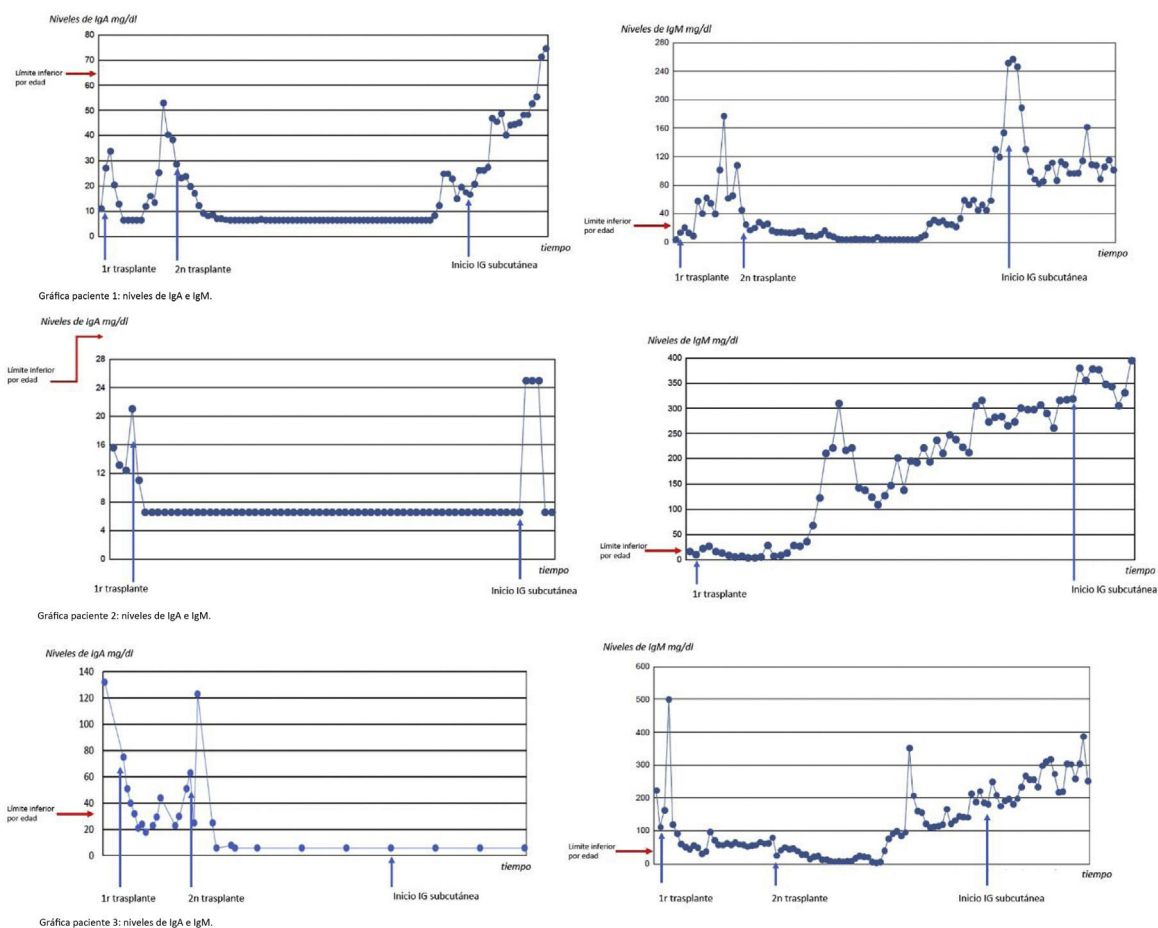 Niveles de IgA mg/dl
80
70
60
50
40
30
20
10
0
Límite inferior
por edad
tiempo
1r trasplante
2n trasplante
Inicio IG subcutánea
Niveles de IgM mg/dl
280
240
200
160
120
80
40
0
Límite inferior
por edad
tiempo
1r trasplante
2n trasplante
Inicio IG subcutánea
Gráfica paciente 1: niveles de IgA e IgM.
Niveles de IgA mg/dl
Límite inferior
por edad
28
24
20
16
12
8
4
0
tiempo
1r trasplante
Inicio IG subcutánea
Niveles de IgM mg/dl
400
350
300
250
200
150
100
50
0
Límite inferior
por edad
tiempo
1r trasplante
Inicio IG subcutánea
Gráfica paciente 2: niveles de IgA e IgM.
Niveles de IgA mg/dl
140
120
100
80
60
40
20
0
Límite inferior
por edad
tiempo
1r trasplante
2n trasplante
Inicio IG subcutánea
Niveles de IgM mg/dl
600
500
400
300
200
100
0
Límite inferior
por edad
tiempo
1r trasplante
2n trasplante
Inicio IG subcutánea
Gráfica paciente 3: niveles de IgA e IgM.